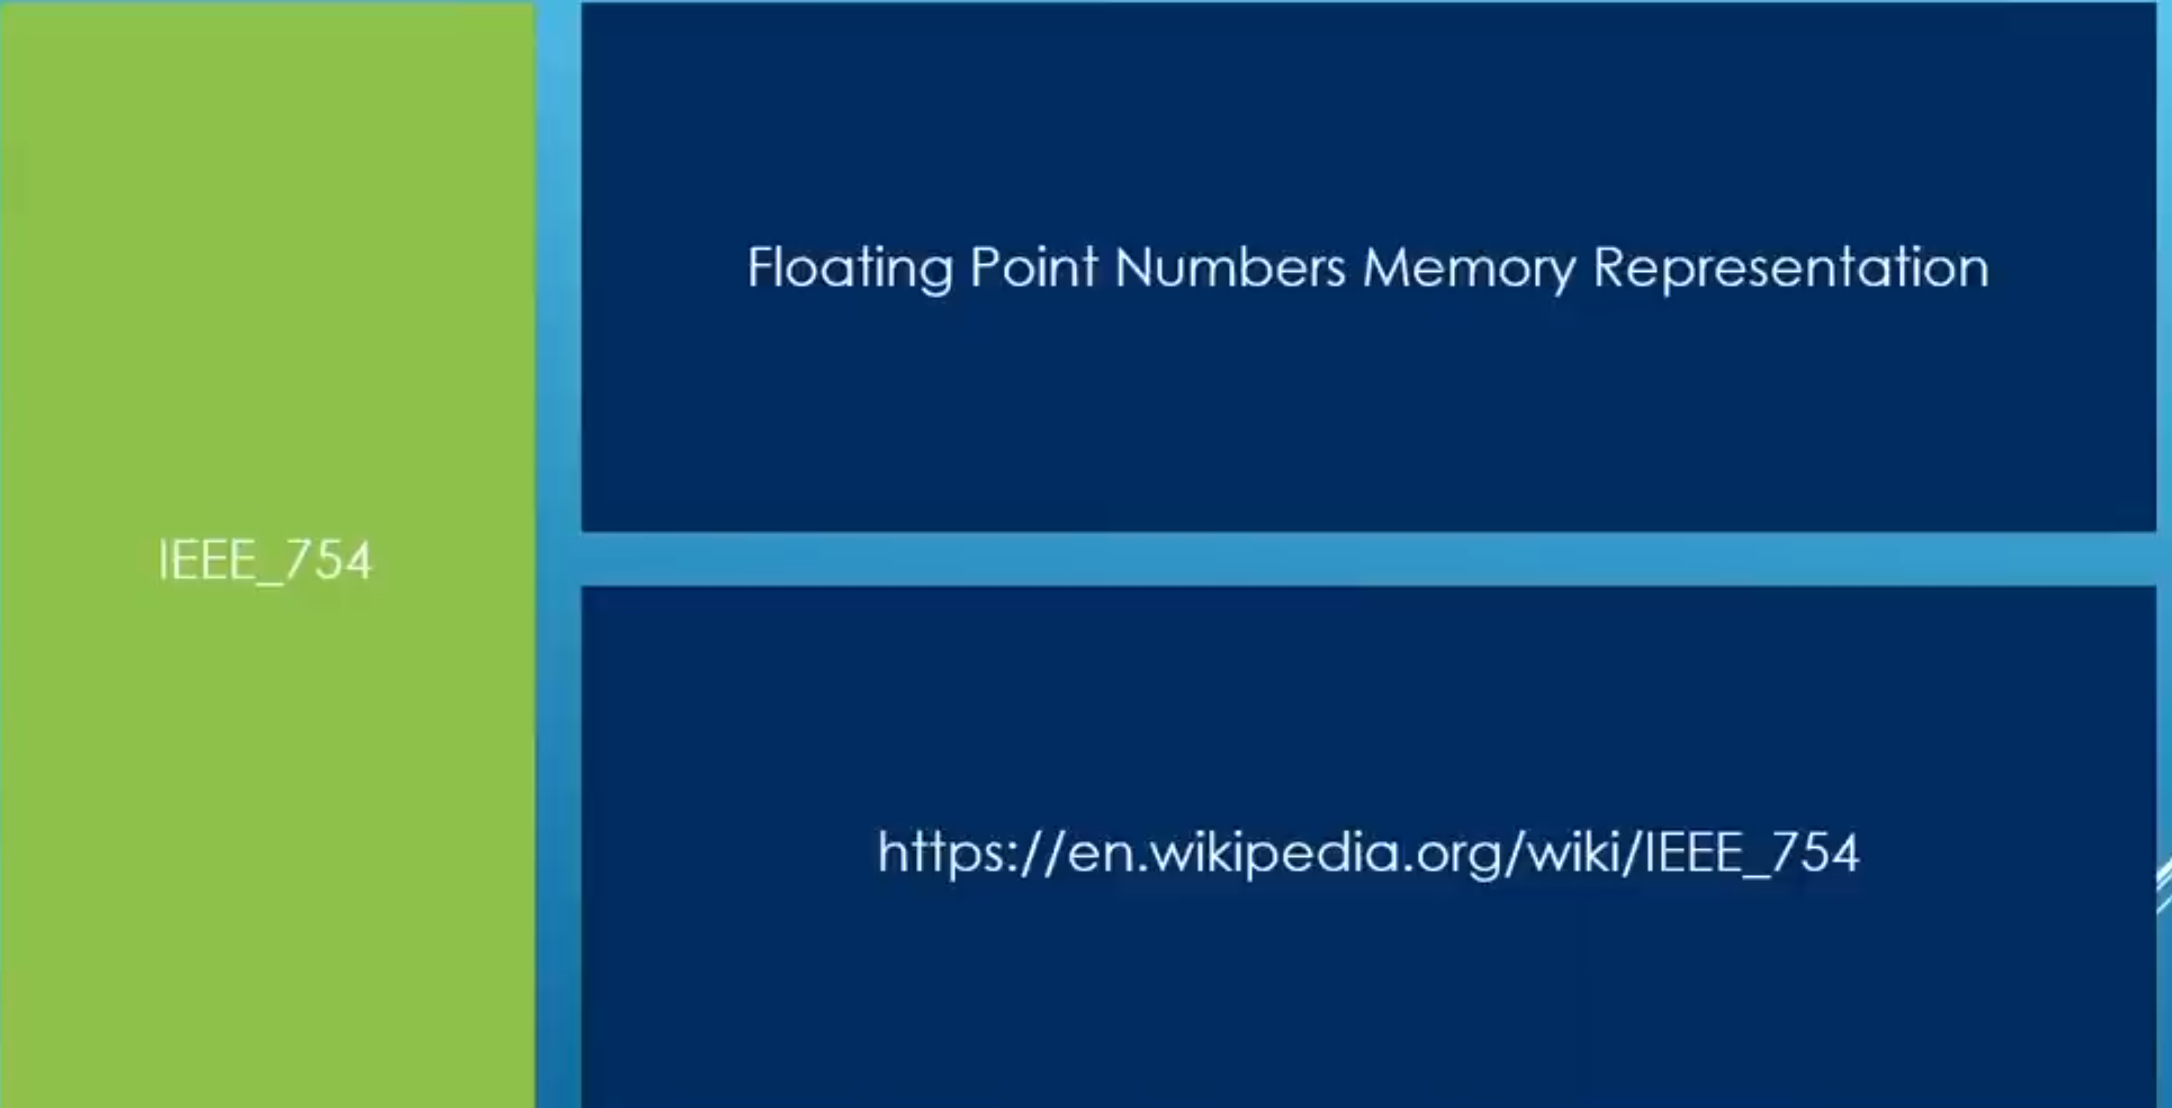 IEEE_754
Floating Point Numbers Memory Representation
https://en.wikipedia.org/wiki/IEEE_754